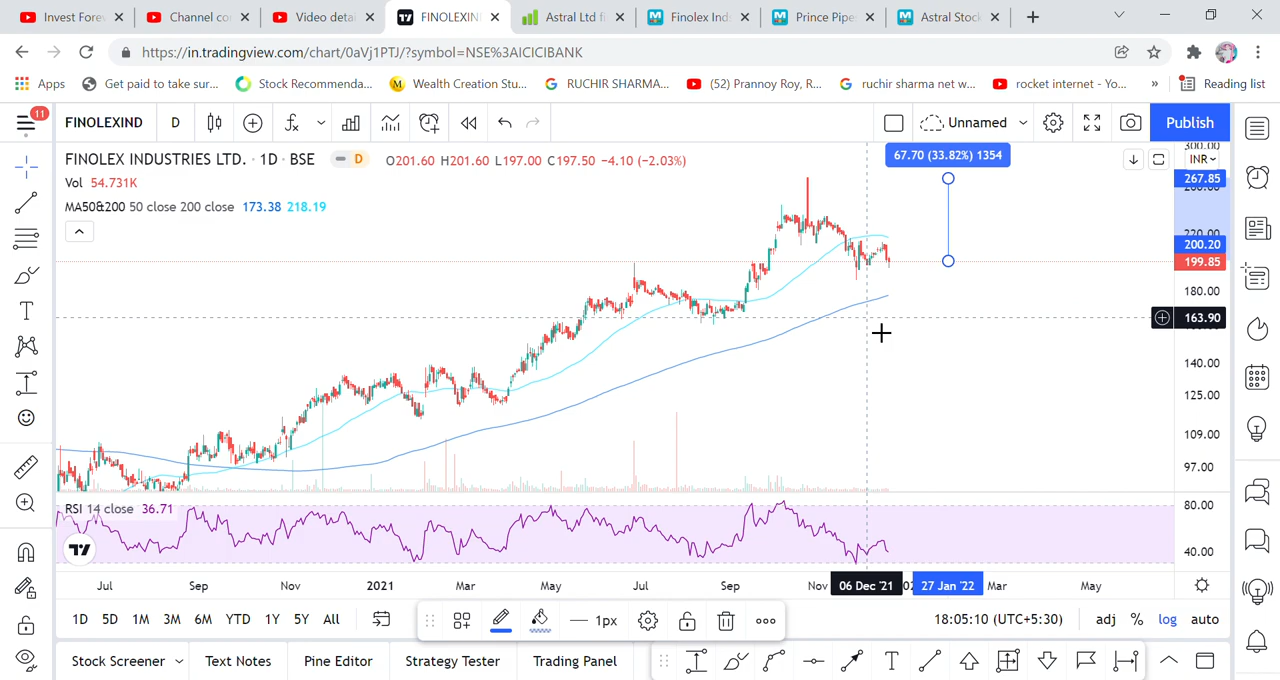 Invest Fore
Channel co
Video detai
FINOLEXIN
Astral Ltd fi
Finolex Ind
Prince Pipe
Astral Stock
https://in.tradingview.com/chart/0aVj1PTJ/?symbol=NSE%3AICICIBANK
Apps
Get paid to take sur...
Stock Recommenda...
M
Wealth Creation Stu...
RUCHIR SHARMA...
(52) Prannoy Roy, R...
ruchir sharma net w...
rocket internet - Yo...
»
Reading list
11
FINOLEXIND
D
Unnamed
Publish
FINOLEX INDUSTRIES LTD. · 1D · BSE
D
O201.60 H201.60 L197.00 C197.50 −4.10 (−2.03%)
67.70 (33.82%) 1354
300.00
INR
Vol 54.731K
267.85
MA50&200 50 close 200 close 173.38 218.19
220.00
200.20
199.85
180.00
163.90
140.00
125.00
109.00
97.00
RSI 14 close 36.71
80.00
40.00
Jul
Sep
Nov
2021
Mar
May
Jul
Sep
Nov
06 Dec '21
27 Jan '22
Mar
May
1D
5D
1M
3M
6M
YTD
1Y
5Y
All
1px
18:05:10 (UTC+5:30)
adj
%
log
auto
Stock Screener
Text Notes
Pine Editor
Strategy Tester
Trading Panel